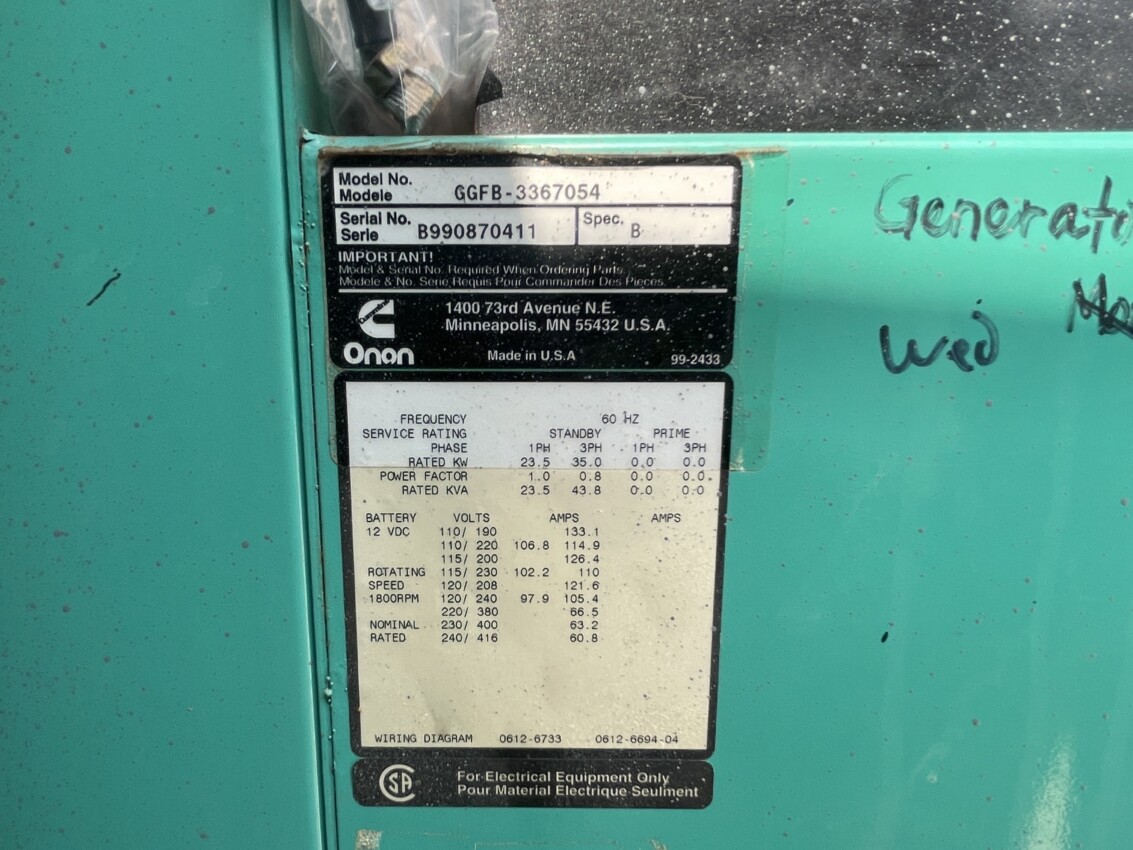 Model No.
Modele GGFB-3367054
Serial No. Spec.
Serie B990870411 B
IMPORTANT!
Model & Serial No. Required When Ordering Parts.
Modele & No. Serie Requis Pour Commander Des Pieces.
1400 73rd Avenue N.E.
Minneapolis, MN 55432 U.S.A.
Onan Made in U.S.A 99-2433
FREQUENCY 60 HZ
SERVICE RATING STANDBY PRIME
PHASE 1PH 3PH 1PH 3PH
RATED KW 23.5 35.0 0.0 0.0
POWER FACTOR 1.0 0.8 0.0 0.0
RATED KVA 23.5 43.8 0.0 0.0
BATTERY VOLTS AMPS AMPS
12 VDC 110/ 190 133.1
110/ 220 106.8 114.9
115/ 200 126.4
ROTATING 115/ 230 102.2 110
SPEED 120/ 208 121.6
1800RPM 120/ 240 97.9 105.4
220/ 380 66.5
NOMINAL 230/ 400 63.2
RATED 240/ 416 60.8
WIRING DIAGRAM 0612-6733 0612-6694-04
SA
For Electrical Equipment Only
Pour Material Electrique Seulment
Generato
Wed